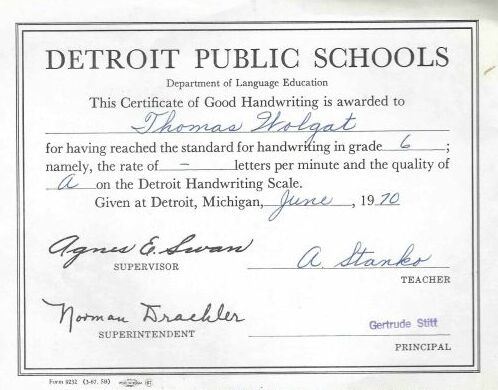 DETROIT PUBLIC SCHOOLS
Department of Language Education
This Certificate of Good Handwriting is awarded to
Thomas Wolgat
for having reached the standard for handwriting in grade 6 ;
namely, the rate of - letters per minute and the quality of
A on the Detroit Handwriting Scale.
Given at Detroit, Michigan, June, 1970
Agnes E. Swan
SUPERVISOR
A. Stanko
TEACHER
Norman Drachler
SUPERINTENDENT
Gertrude Stitt
PRINCIPAL
Form 9232 (3-67. 5B)